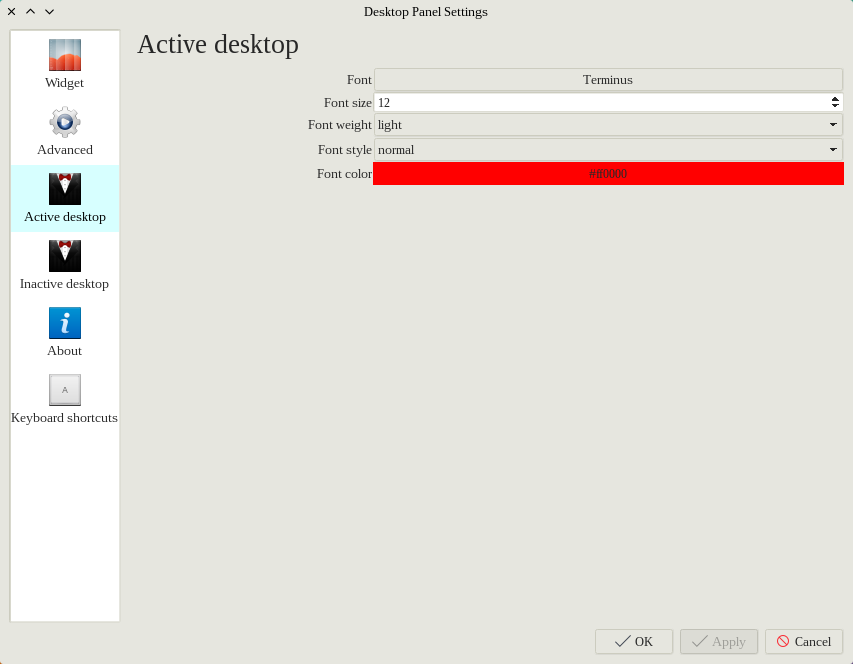 Desktop Panel Settings
Widget
Advanced
Active desktop
Inactive desktop
About
A
Keyboard shortcuts
Active desktop
Font Terminus
Font size 12
Font weight light
Font style normal
Font color #ff0000
OK Apply Cancel